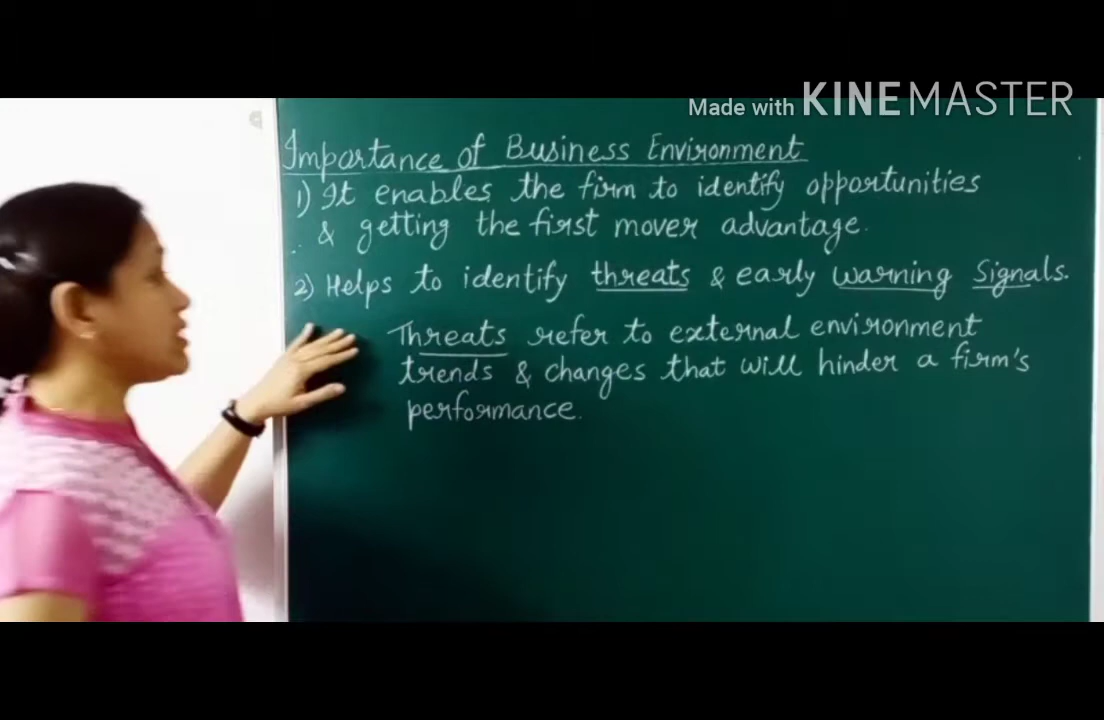 Made with KINEMASTER
Importance of Business Environment
1) It enables the firm to identify opportunities
& getting the first mover advantage.
2) Helps to identify threats & early warning Signals.
Threats refer to external environment
trends & changes that will hinder a firm's
performance.